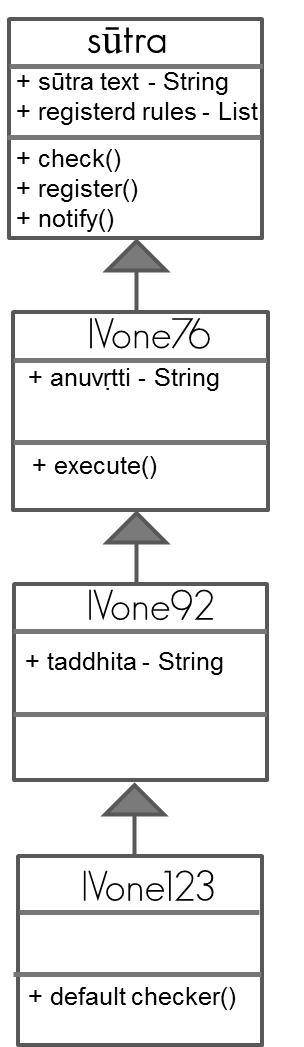 sūtra
+ sūtra text - String
+ registerd rules - List
+ check()
+ register()
+ notify()
IVone76
+ anuvṛtti - String
+ execute()
IVone92
+ taddhita - String
IVone123
+ default checker()